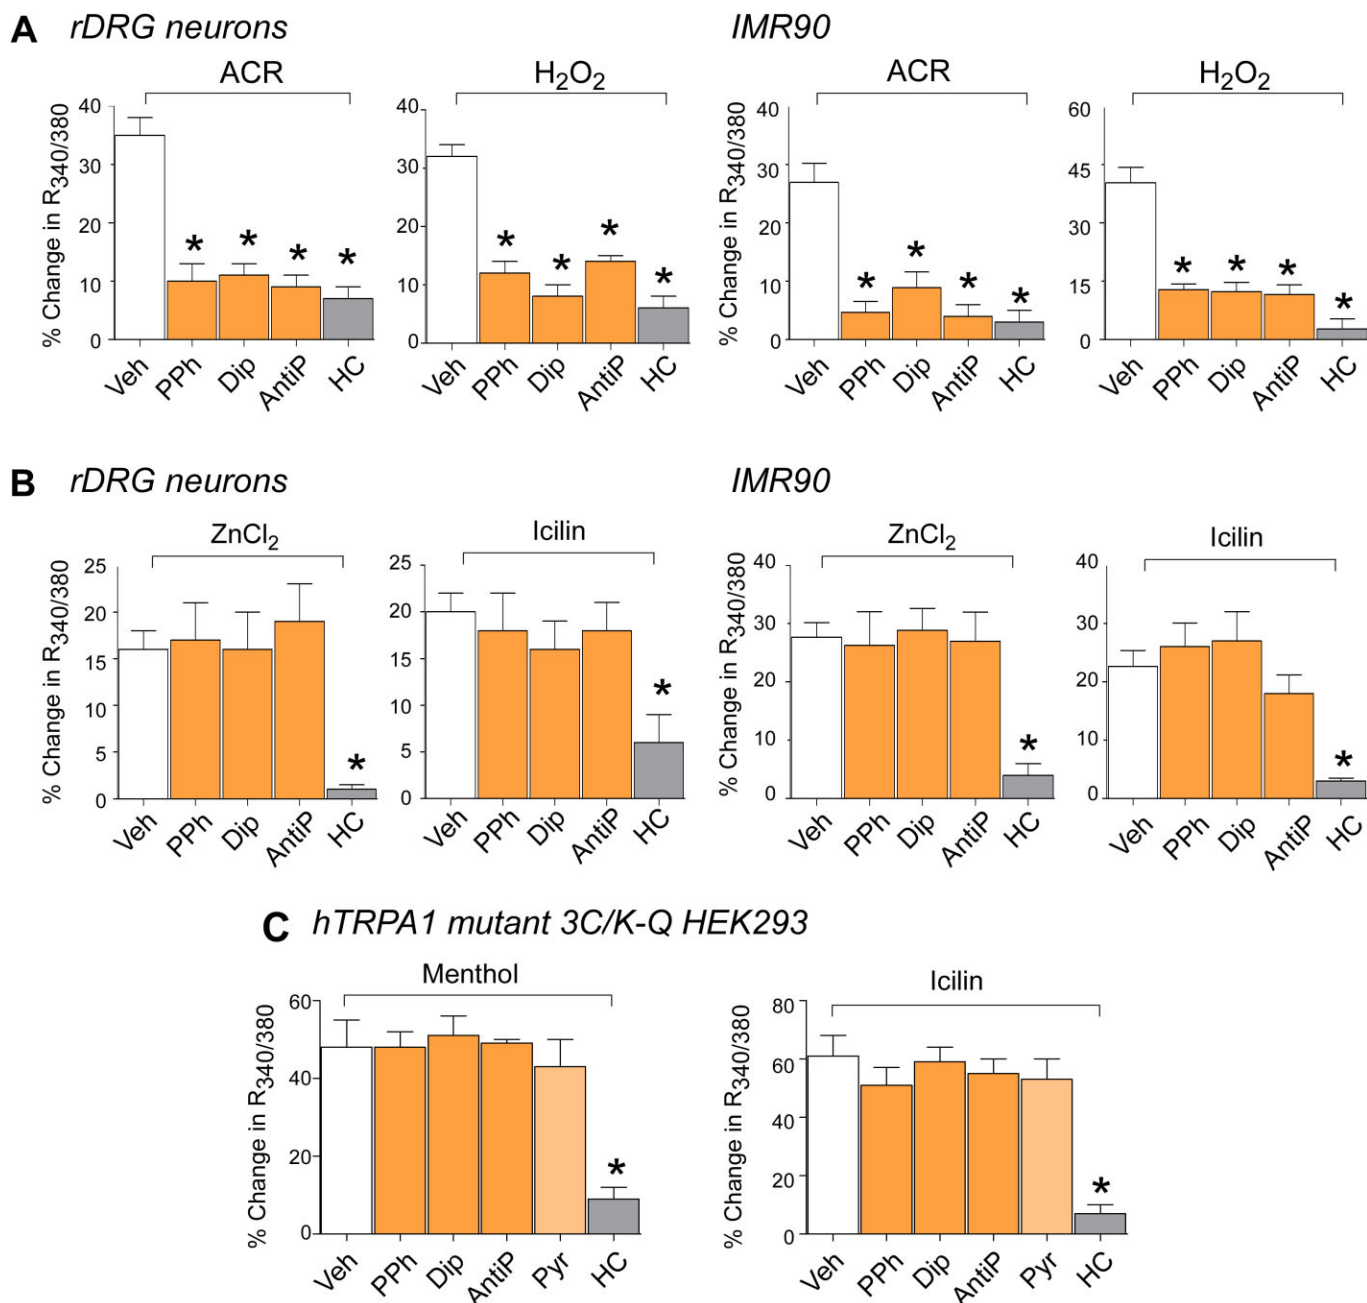 A rDRG neurons IMR90
ACR H2O2 ACR H2O2
% Change in R340/380
40
30
20
10
0
Veh PPh Dip AntiP HC
40
30
20
10
0
Veh PPh Dip AntiP HC
% Change in R340/380
40
30
20
10
0
Veh PPh Dip AntiP HC
60
45
30
15
0
Veh PPh Dip AntiP HC
* * * * * * * * * * * * * * * *
B rDRG neurons IMR90
ZnCl2 Icilin ZnCl2 Icilin
% Change in R340/380
25
20
15
10
5
0
Veh PPh Dip AntiP HC
25
20
15
10
5
0
Veh PPh Dip AntiP HC
% Change in R340/380
40
30
20
10
0
Veh PPh Dip AntiP HC
40
30
20
10
0
Veh PPh Dip AntiP HC
* * * *
C hTRPA1 mutant 3C/K-Q HEK293
Menthol Icilin
% Change in R340/380
60
40
20
0
Veh PPh Dip AntiP Pyr HC
% Change in R340/380
80
60
40
20
0
Veh PPh Dip AntiP Pyr HC
* *